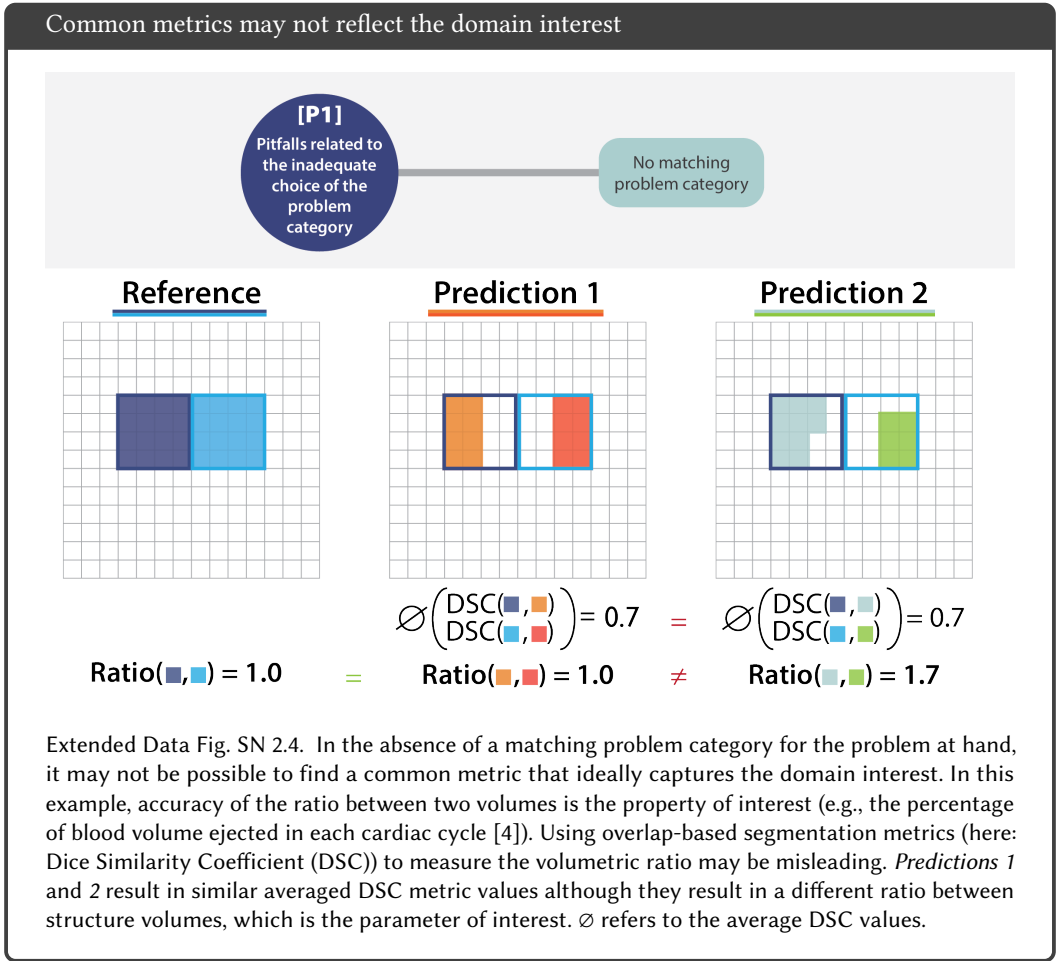 Common metrics may not reflect the domain interest
[P1]
Pitfalls related to
the inadequate
choice of the
problem
category
No matching
problem category
Reference
Prediction 1
Prediction 2
∅(DSC( , ) DSC( , )) = 0.7 = ∅(DSC( , ) DSC( , )) = 0.7
Ratio( , ) = 1.0 = Ratio( , ) = 1.0 ≠ Ratio( , ) = 1.7
Extended Data Fig. SN 2.4. In the absence of a matching problem category for the problem at hand,
it may not be possible to find a common metric that ideally captures the domain interest. In this
example, accuracy of the ratio between two volumes is the property of interest (e.g., the percentage
of blood volume ejected in each cardiac cycle [4]). Using overlap-based segmentation metrics (here:
Dice Similarity Coefficient (DSC)) to measure the volumetric ratio may be misleading. Predictions 1
and 2 result in similar averaged DSC metric values although they result in a different ratio between
structure volumes, which is the parameter of interest. ∅ refers to the average DSC values.